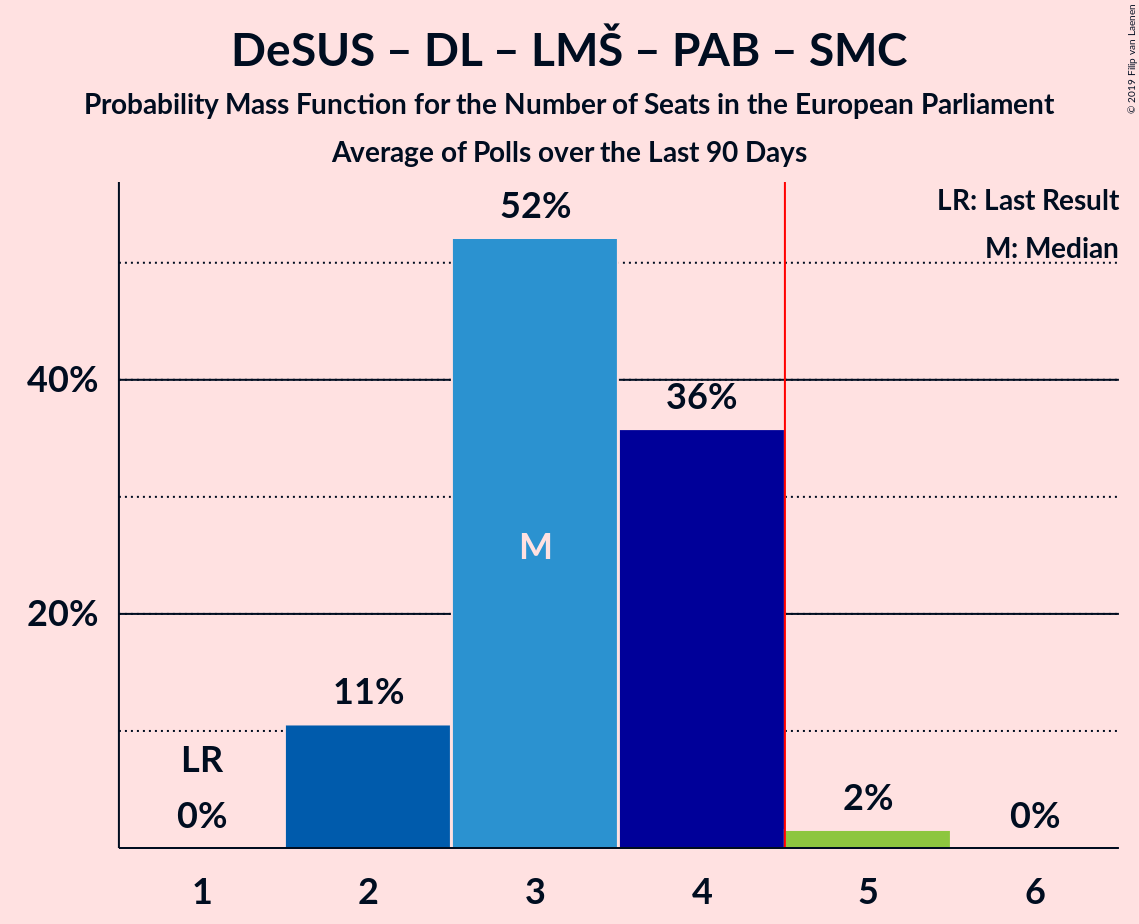 DeSUS – DL – LMŠ – PAB – SMC
Probability Mass Function for the Number of Seats in the European Parliament
Average of Polls over the Last 90 Days
© 2019 Filip van Laenen
LR: Last Result
M: Median
52%
40%
36%
M
20%
11%
LR
0%
2%
0%
1 2 3 4 5 6